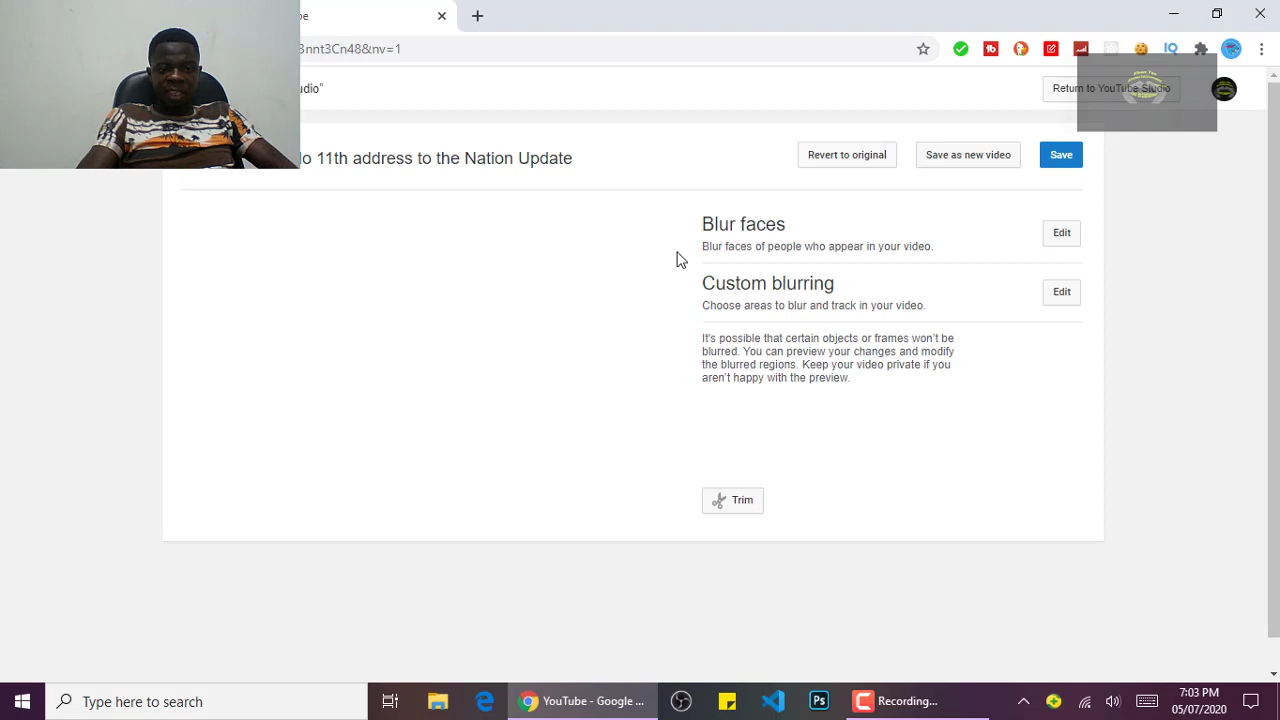 be
3nnt3Cn48&nv=1
IQ
dio"
Return to YouTube Studio
o 11th address to the Nation Update
Revert to original
Save as new video
Save
Blur faces
Blur faces of people who appear in your video.
Edit
Custom blurring
Choose areas to blur and track in your video.
Edit
It's possible that certain objects or frames won't be
blurred. You can preview your changes and modify
the blurred regions. Keep your video private if you
aren't happy with the preview.
Trim
Type here to search
YouTube - Google ...
Ps
Recording...
7:03 PM
05/07/2020